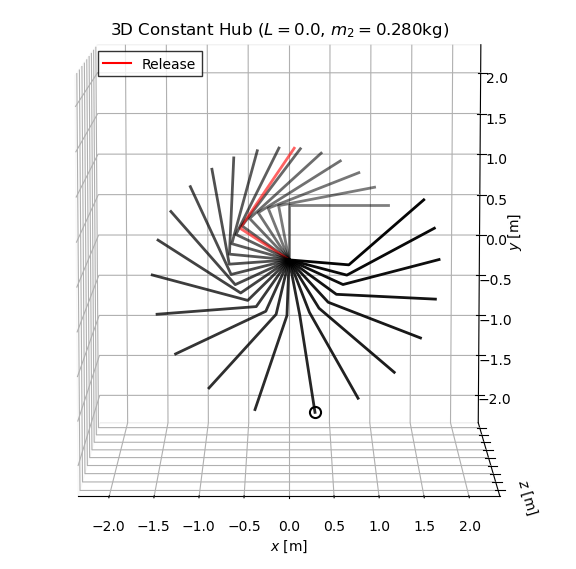 3D Constant Hub (L = 0.0, m₂ = 0.280kg)
Release
2.0
1.5
1.0
0.5
0.0
−0.5
−1.0
−1.5
−2.0
y [m]
z [m]
−2.0 −1.5 −1.0 −0.5 0.0 0.5 1.0 1.5 2.0
x [m]